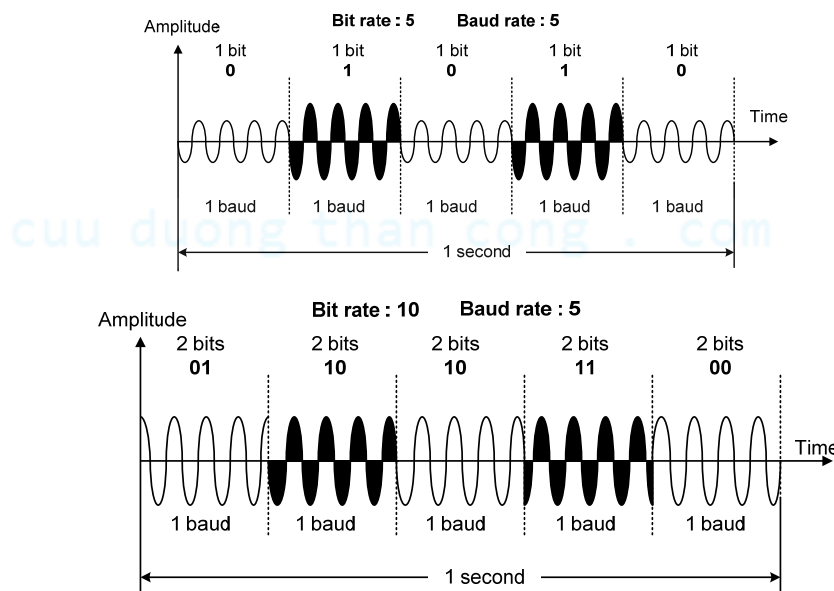 Bit rate : 5 Baud rate : 5
Amplitude
1 bit 1 bit 1 bit 1 bit 1 bit
0 1 0 1 0
Time
1 baud 1 baud 1 baud 1 baud 1 baud
cuu duong than cong . com
1 second
Bit rate : 10 Baud rate : 5
Amplitude
2 bits 2 bits 2 bits 2 bits 2 bits
01 10 10 11 00
Time
1 baud 1 baud 1 baud 1 baud 1 baud
1 second